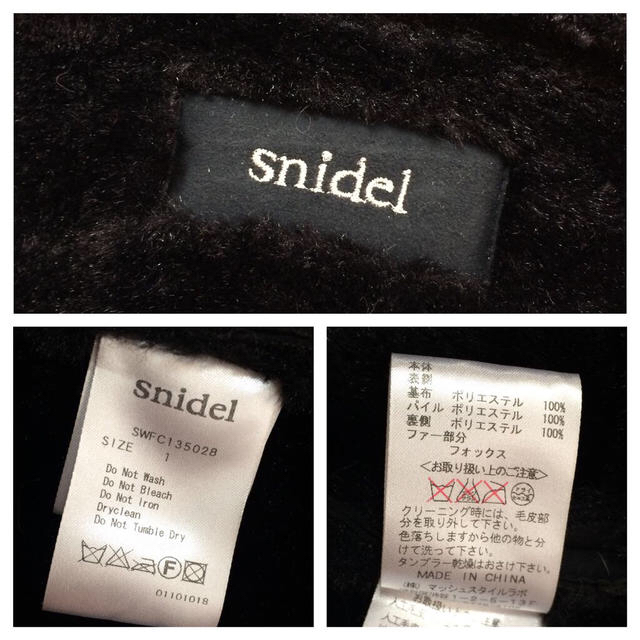 snidel
snidel
SWFC135028
SIZE 1
Do Not Wash
Do Not Bleach
Do Not Iron
Dryclean
Do Not Tumble Dry
F
01101018
本体
表側
基布 ポリエステル 100%
パイル ポリエステル 100%
裏側 ポリエステル 100%
ファー部分
フォックス
<お取り扱い上のご注意>
クリーニング時には、毛皮部
分を取り外して下さい。
色落ちしますから他の物と分
けて洗って下さい。
タンブラー乾燥はおさけ下さい。
MADE IN CHINA
(株)マッシュスタイルラボ